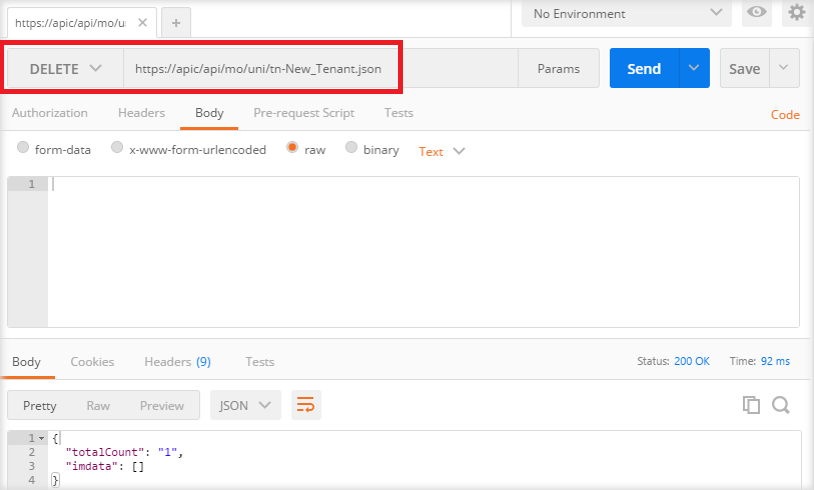 https://apic/api/mo/uni
No Environment
DELETE https://apic/api/mo/uni/tn-New_Tenant.json Params Send Save
Authorization Headers Body Pre-request Script Tests Code
form-data x-www-form-urlencoded raw binary Text
1
Body Cookies Headers (9) Tests Status: 200 OK Time: 92 ms
Pretty Raw Preview JSON
1 {
2 "totalCount": "1",
3 "imdata": []
4 }